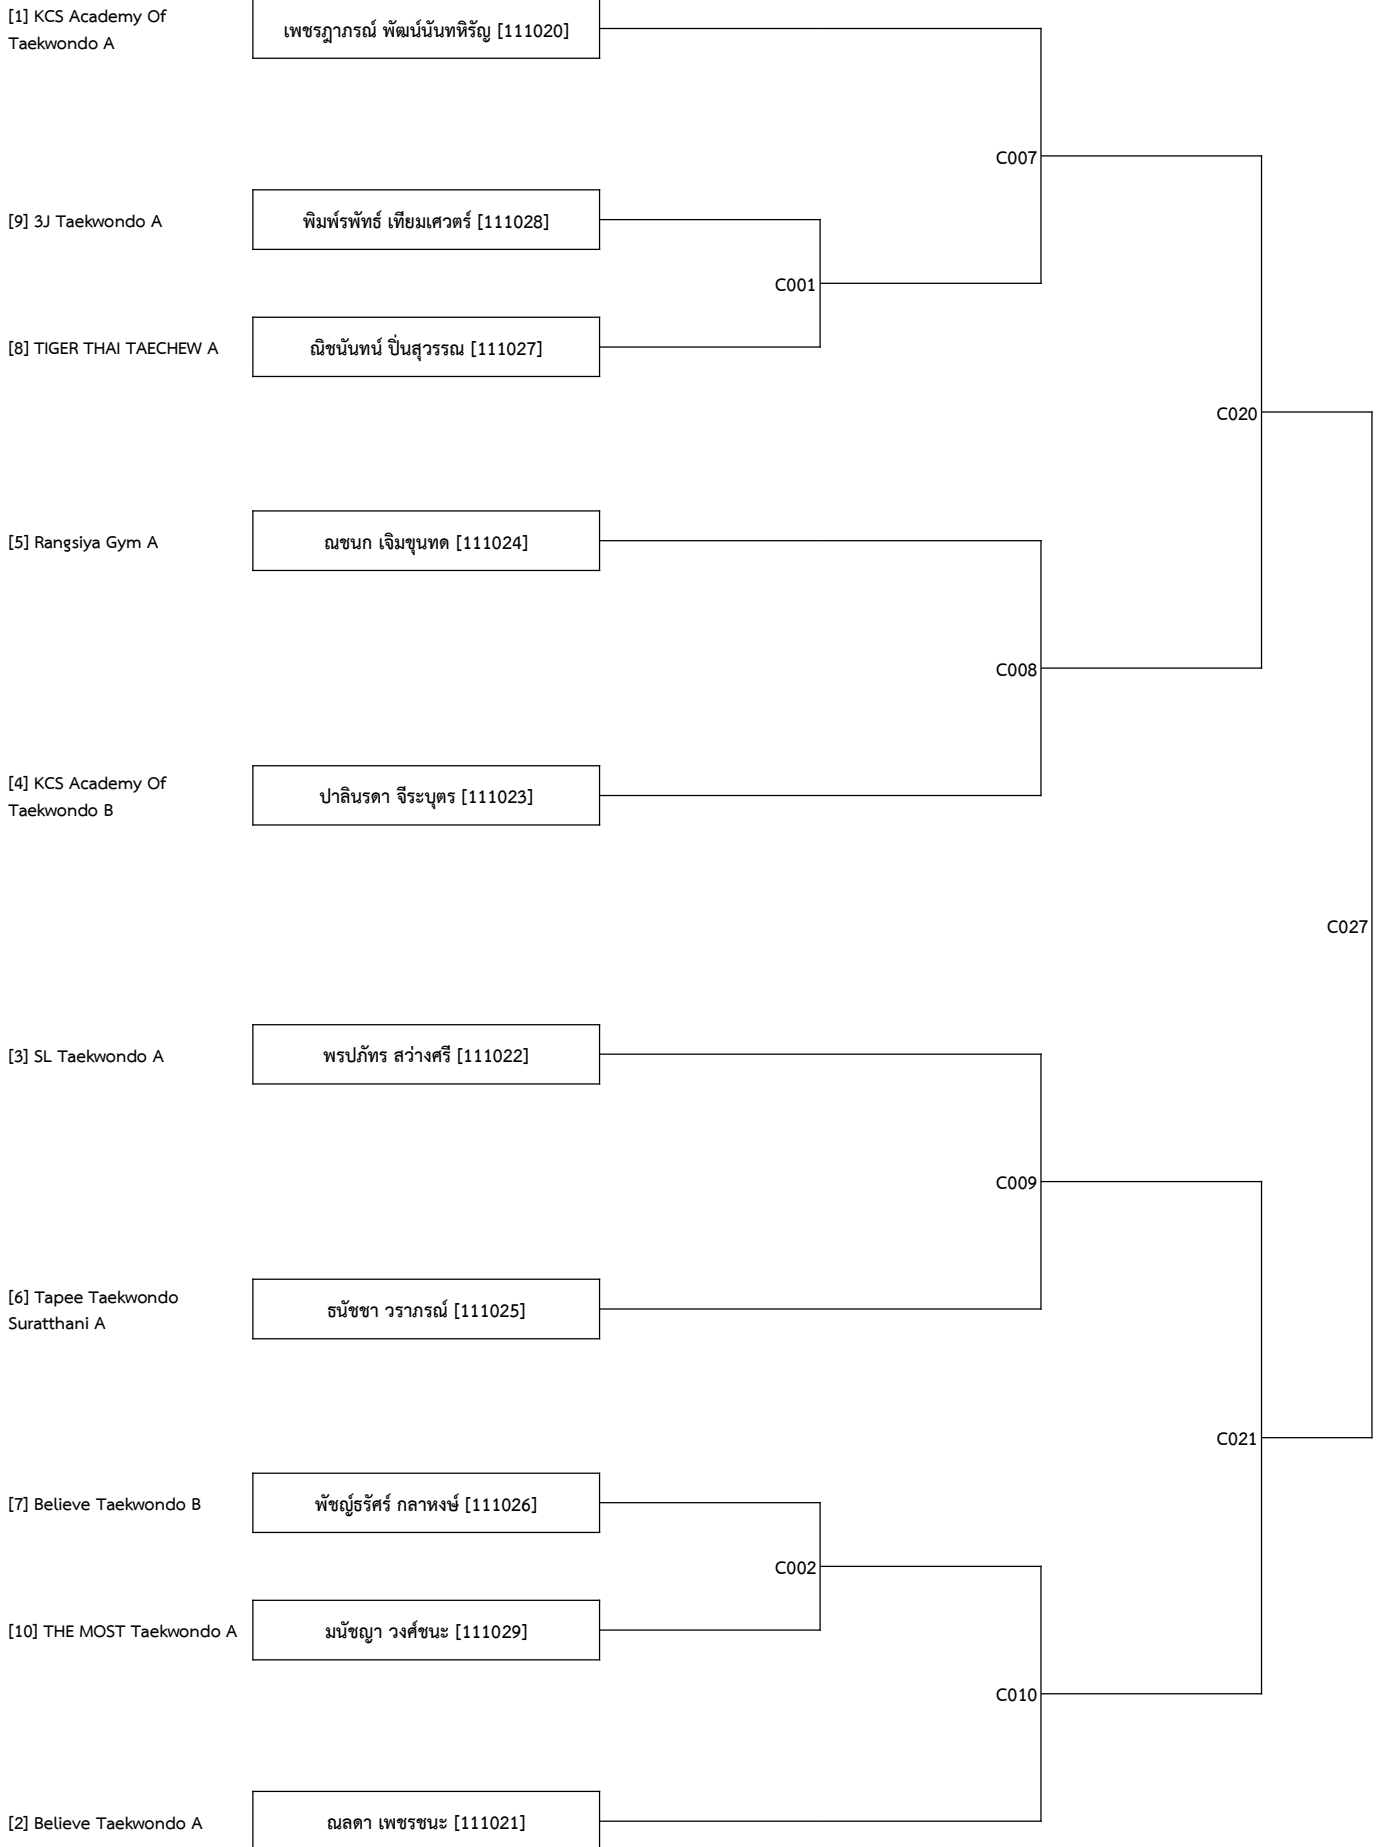 [1] KCS Academy Of
Taekwondo A
เพชรฎาภรณ์ พัฒน์นันทหิรัญ [111020]
C007
[9] 3J Taekwondo A
พิมพ์รพัทธ์ เทียมเศวตร์ [111028]
C001
[8] TIGER THAI TAECHEW A
ณิชนันทน์ ปิ่นสุวรรณ [111027]
C020
[5] Rangsiya Gym A
ณชนก เจิมขุนทด [111024]
C008
[4] KCS Academy Of
Taekwondo B
ปาลินรดา จีระบุตร [111023]
C027
[3] SL Taekwondo A
พรปภัทร สว่างศรี [111022]
C009
[6] Tapee Taekwondo
Suratthani A
ธนัชชา วราภรณ์ [111025]
C021
[7] Believe Taekwondo B
พัชญ์ธรัศร์ กลาหงษ์ [111026]
C002
[10] THE MOST Taekwondo A
มนัชญา วงศ์ชนะ [111029]
C010
[2] Believe Taekwondo A
ณลดา เพชรชนะ [111021]